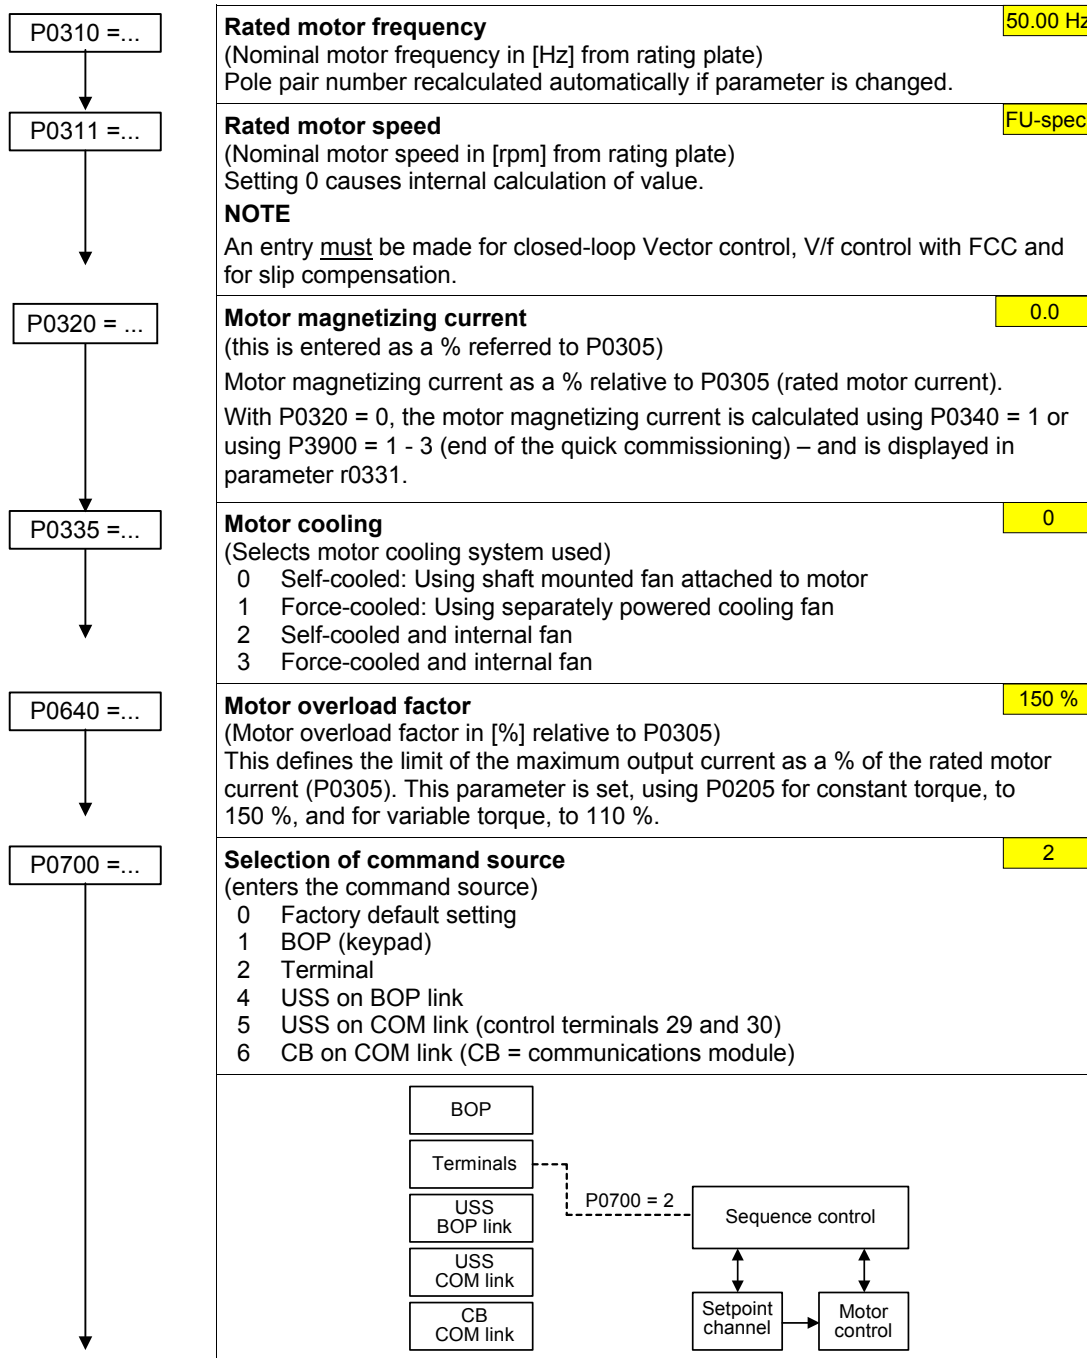 P0310 =...
Rated motor frequency
50.00 Hz
(Nominal motor frequency in [Hz] from rating plate)
Pole pair number recalculated automatically if parameter is changed.
P0311 =...
Rated motor speed
FU-spec
(Nominal motor speed in [rpm] from rating plate)
Setting 0 causes internal calculation of value.
NOTE
An entry must be made for closed-loop Vector control, V/f control with FCC and
for slip compensation.
P0320 = ...
Motor magnetizing current
0.0
(this is entered as a % referred to P0305)
Motor magnetizing current as a % relative to P0305 (rated motor current).
With P0320 = 0, the motor magnetizing current is calculated using P0340 = 1 or
using P3900 = 1 - 3 (end of the quick commissioning) – and is displayed in
parameter r0331.
P0335 =...
Motor cooling
0
(Selects motor cooling system used)
0 Self-cooled: Using shaft mounted fan attached to motor
1 Force-cooled: Using separately powered cooling fan
2 Self-cooled and internal fan
3 Force-cooled and internal fan
P0640 =...
Motor overload factor
150 %
(Motor overload factor in [%] relative to P0305)
This defines the limit of the maximum output current as a % of the rated motor
current (P0305). This parameter is set, using P0205 for constant torque, to
150 %, and for variable torque, to 110 %.
P0700 =...
Selection of command source
2
(enters the command source)
0 Factory default setting
1 BOP (keypad)
2 Terminal
4 USS on BOP link
5 USS on COM link (control terminals 29 and 30)
6 CB on COM link (CB = communications module)
BOP
Terminals
USS
BOP link
P0700 = 2
Sequence control
USS
COM link
CB
COM link
Setpoint
channel
Motor
control